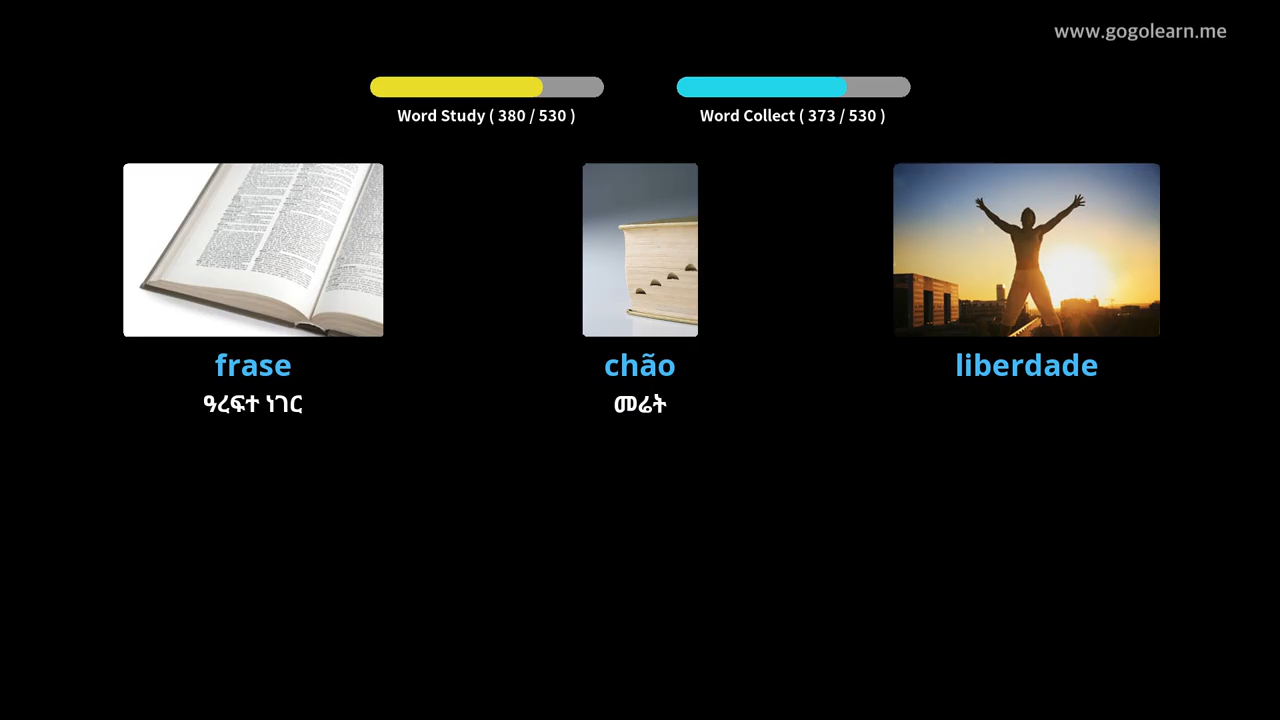 www.gogolearn.me
Word Study ( 380 / 530 )
Word Collect ( 373 / 530 )
frase
chão
liberdade
ዓረፍተ ነገር
መሬት